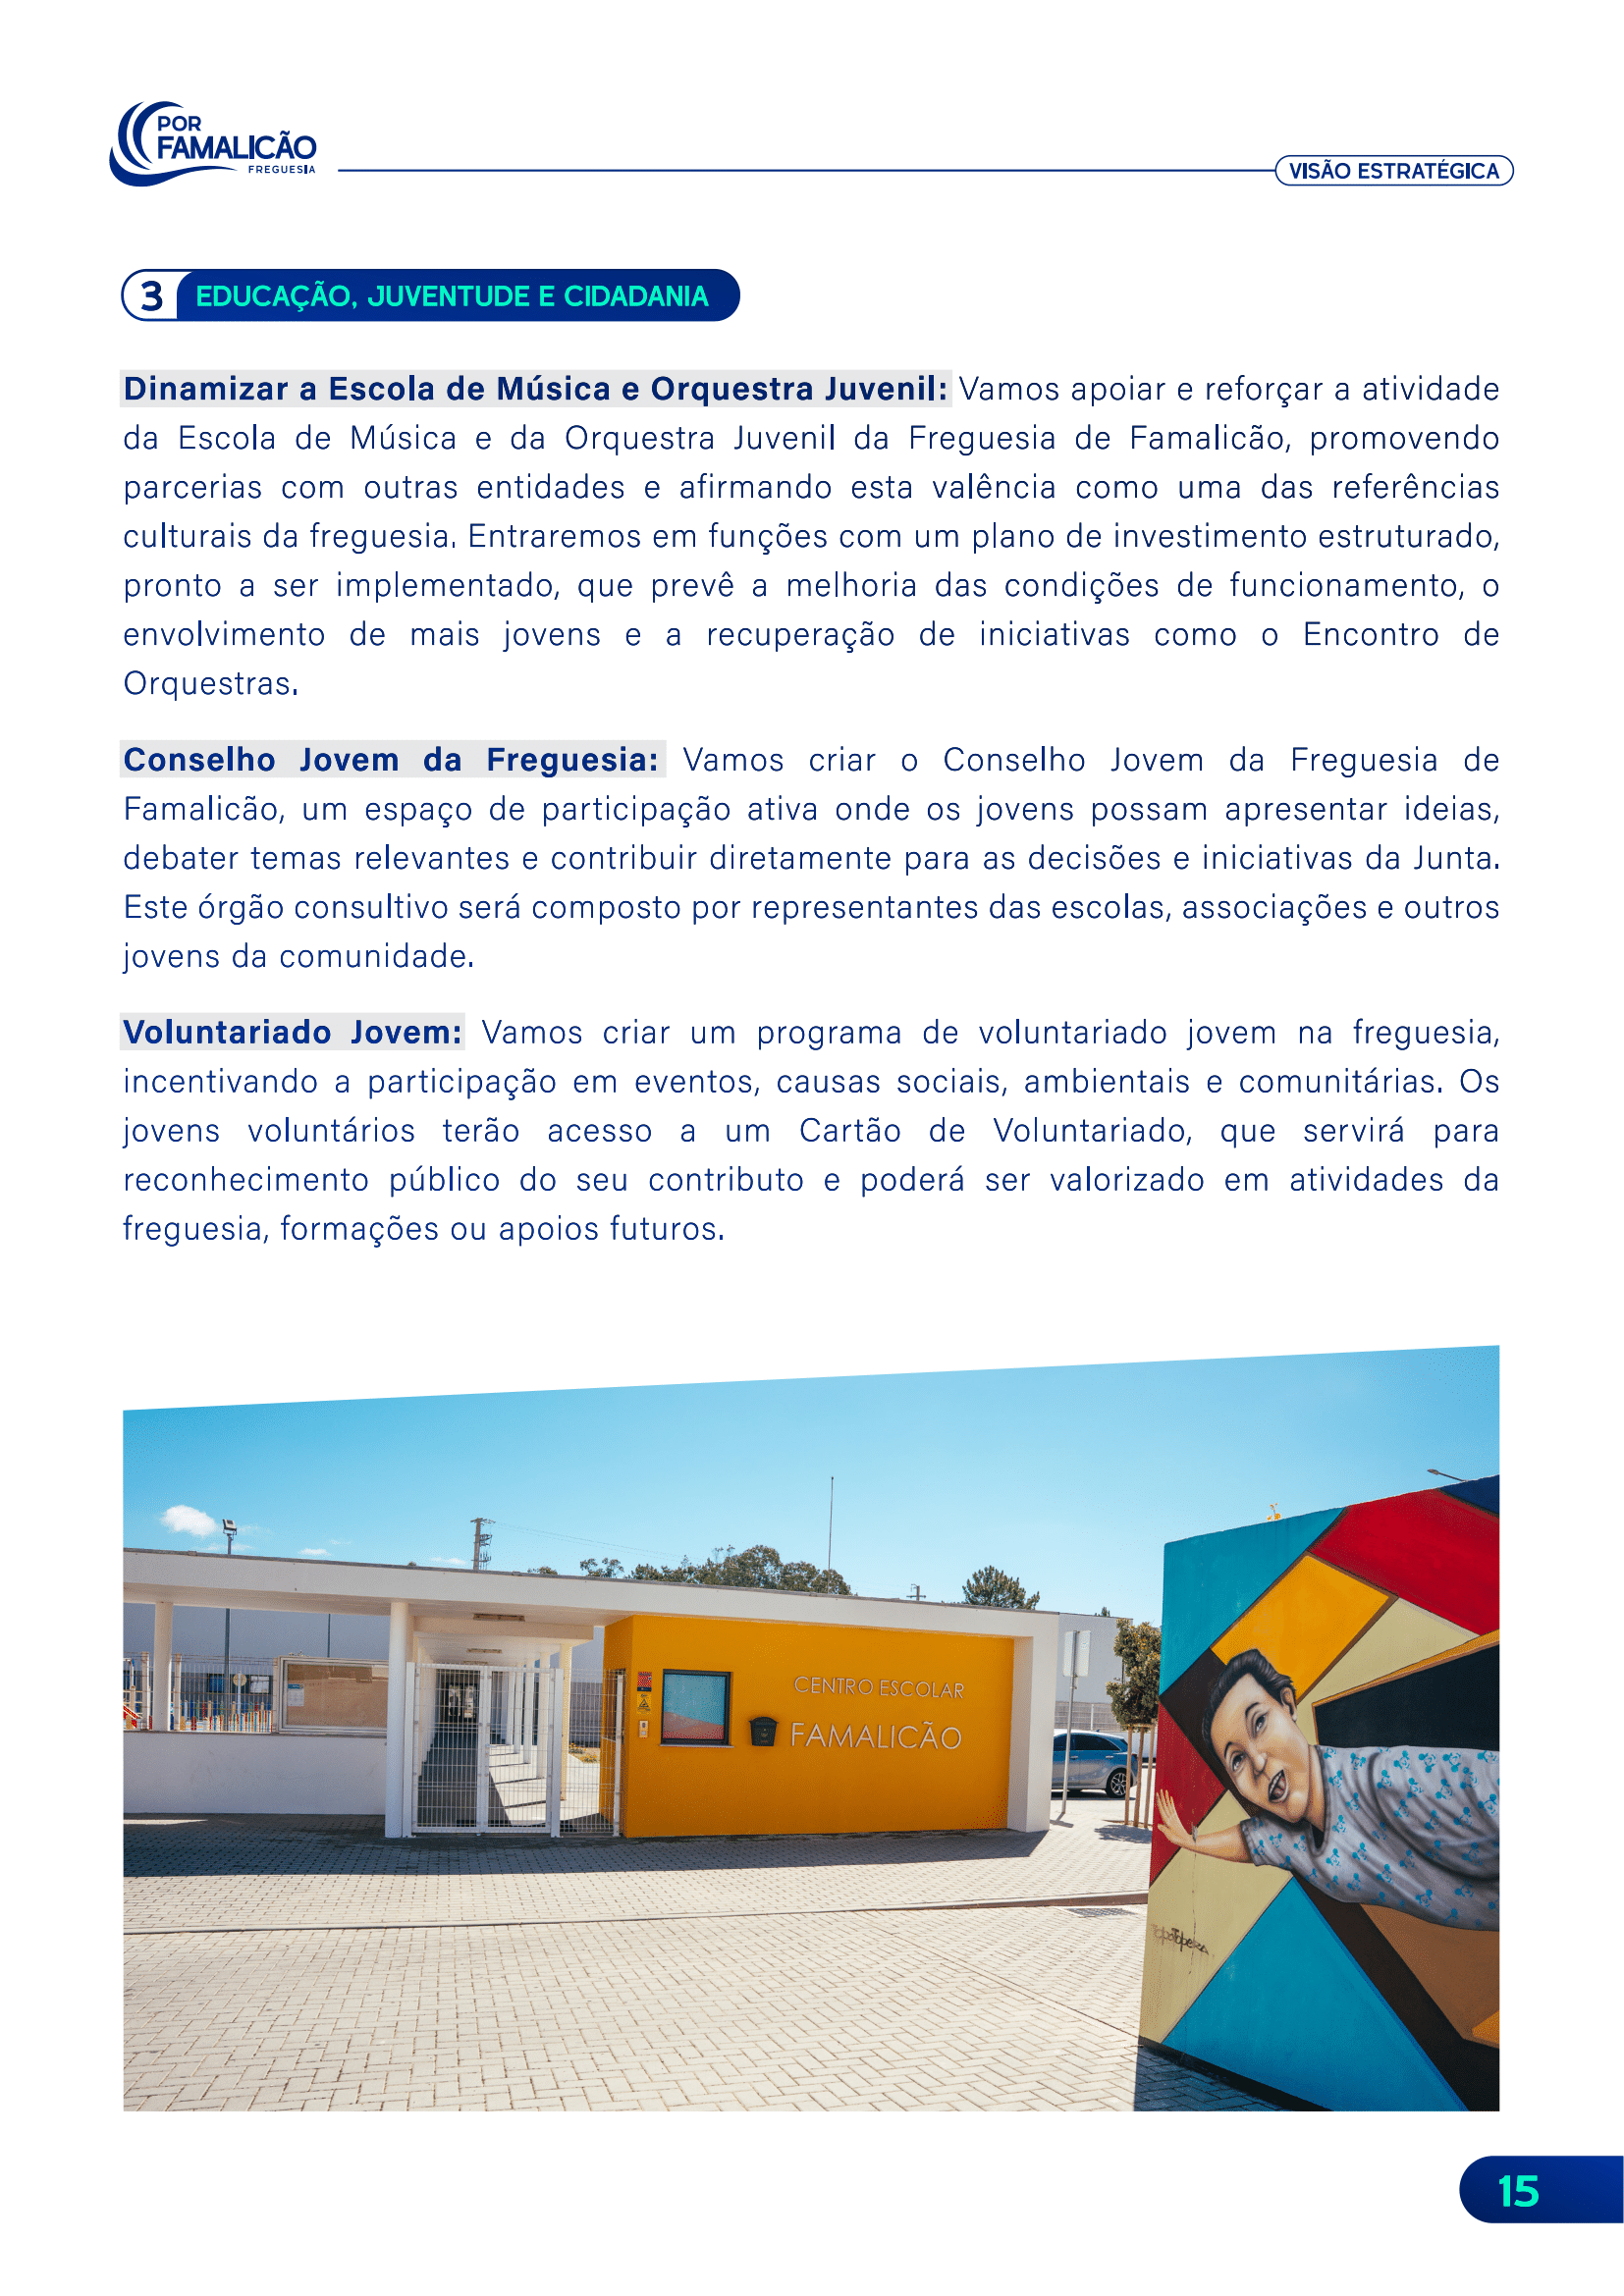 POR
FAMALICÃO
FREGUESIA
VISÃO ESTRATÉGICA
3 EDUCAÇÃO, JUVENTUDE E CIDADANIA
Dinamizar a Escola de Música e Orquestra Juvenil: Vamos apoiar e reforçar a atividade
da Escola de Música e da Orquestra Juvenil da Freguesia de Famalicão, promovendo
parcerias com outras entidades e afirmando esta valência como uma das referências
culturais da freguesia. Entraremos em funções com um plano de investimento estruturado,
pronto a ser implementado, que prevê a melhoria das condições de funcionamento, o
envolvimento de mais jovens e a recuperação de iniciativas como o Encontro de
Orquestras.
Conselho Jovem da Freguesia: Vamos criar o Conselho Jovem da Freguesia de
Famalicão, um espaço de participação ativa onde os jovens possam apresentar ideias,
debater temas relevantes e contribuir diretamente para as decisões e iniciativas da Junta.
Este órgão consultivo será composto por representantes das escolas, associações e outros
jovens da comunidade.
Voluntariado Jovem: Vamos criar um programa de voluntariado jovem na freguesia,
incentivando a participação em eventos, causas sociais, ambientais e comunitárias. Os
jovens voluntários terão acesso a um Cartão de Voluntariado, que servirá para
reconhecimento público do seu contributo e poderá ser valorizado em atividades da
freguesia, formações ou apoios futuros.
CENTRO ESCOLAR
FAMALICÃO
15